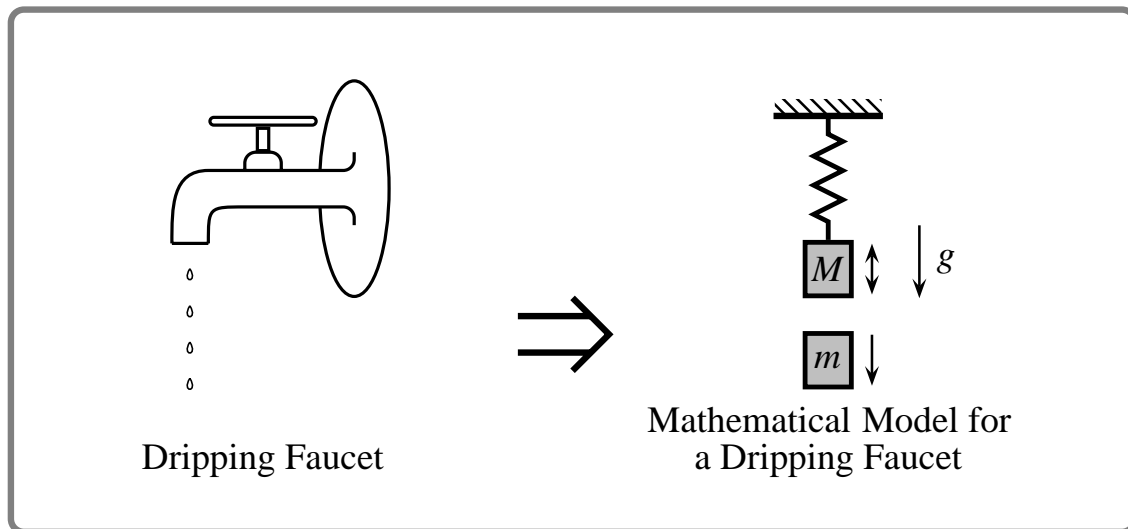 M
g
m
Dripping Faucet
Mathematical Model for
a Dripping Faucet